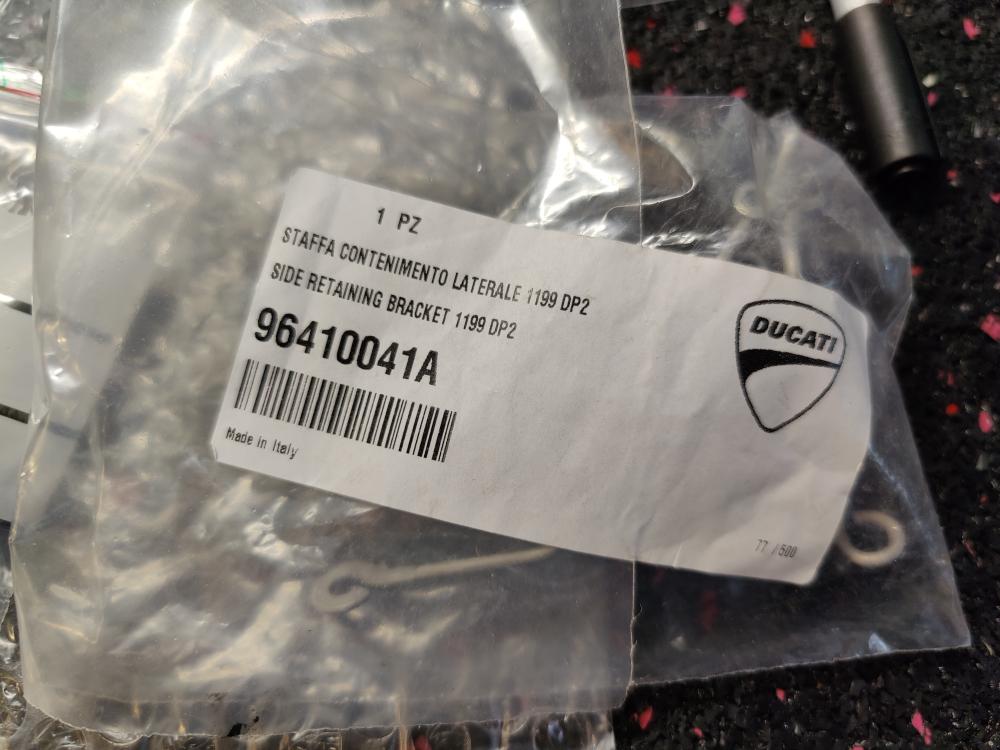 1 PZ
STAFFA CONTENIMENTO LATERALE 1199 DP2
SIDE RETAINING BRACKET 1199 DP2
96410041A
Made in Italy
DUCATI
77 / 500